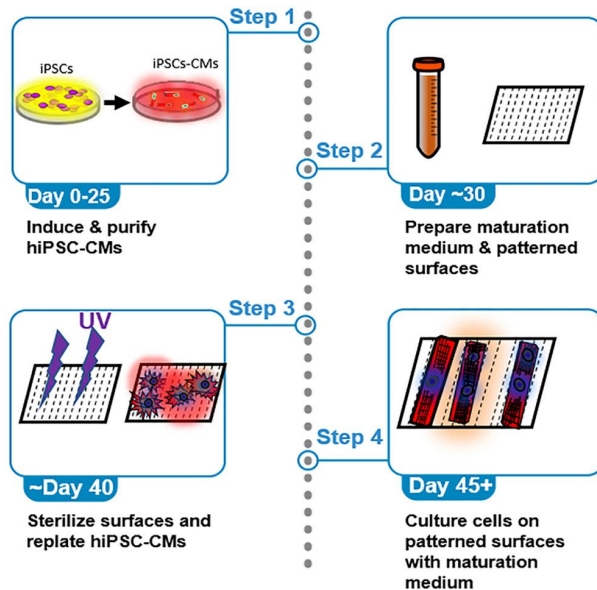 Step 1
iPSCs
iPSCs-CMs
Day 0-25
Induce & purify
hiPSC-CMs
Step 2
Day ~30
Prepare maturation
medium & patterned
surfaces
Step 3
UV
~Day 40
Sterilize surfaces and
replate hiPSC-CMs
Step 4
Day 45+
Culture cells on
patterned surfaces
with maturation
medium